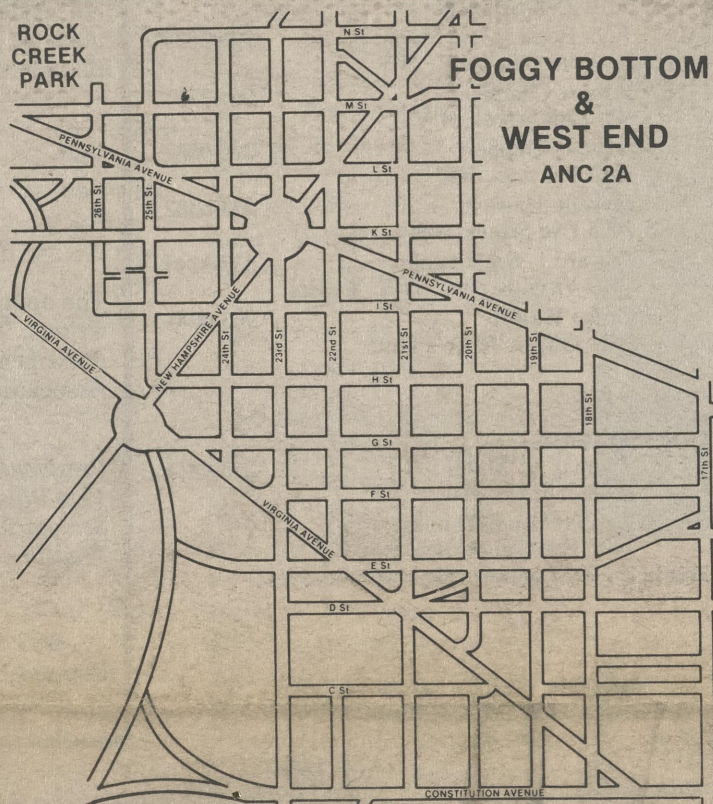 ROCK
CREEK
PARK
FOGGY BOTTOM
&
WEST END
ANC 2A
N St
M St
PENNSYLVANIA AVENUE
L St
26th St
25th St
K St
PENNSYLVANIA AVENUE
I St
VIRGINIA AVENUE
NEW HAMPSHIRE AVENUE
24th St
23rd St
22nd St
21st St
20th St
19th St
H St
18th St
G St
17th St
F St
VIRGINIA AVENUE
E St
D St
C St
CONSTITUTION AVENUE